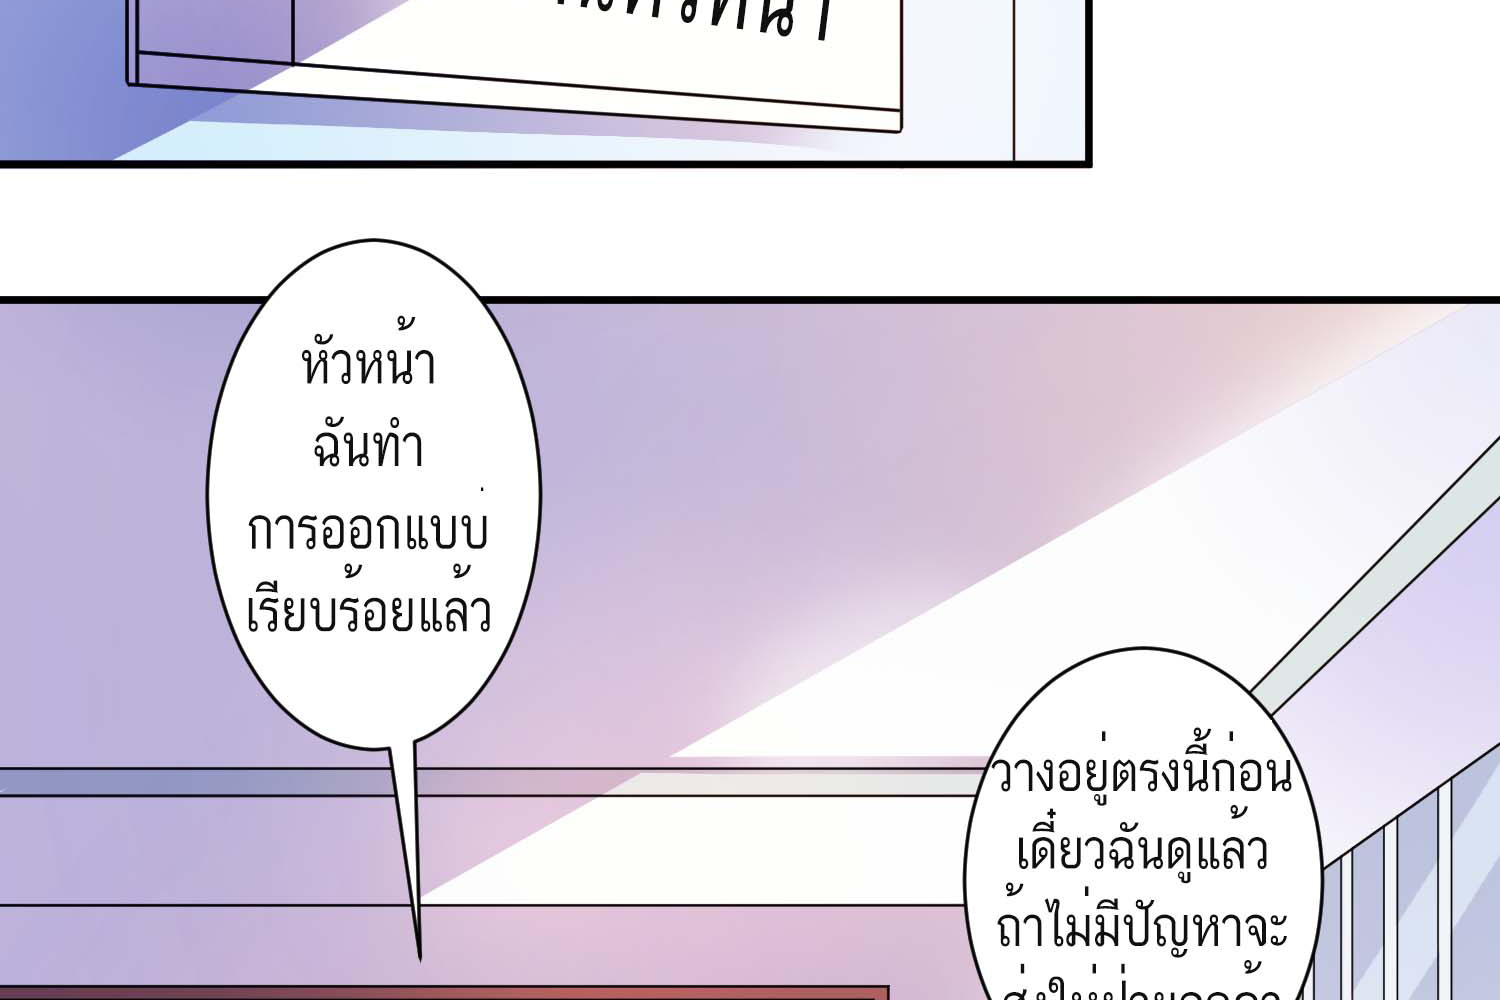 หัวหน้า
ฉันทำ
การออกแบบ่
เรียบร้อยแล้ว
วางอยู่ตรงนี้ก่อน
เดี๋ยวฉันดูแล้ว
ถ้าไม่มีปัญหาจะ